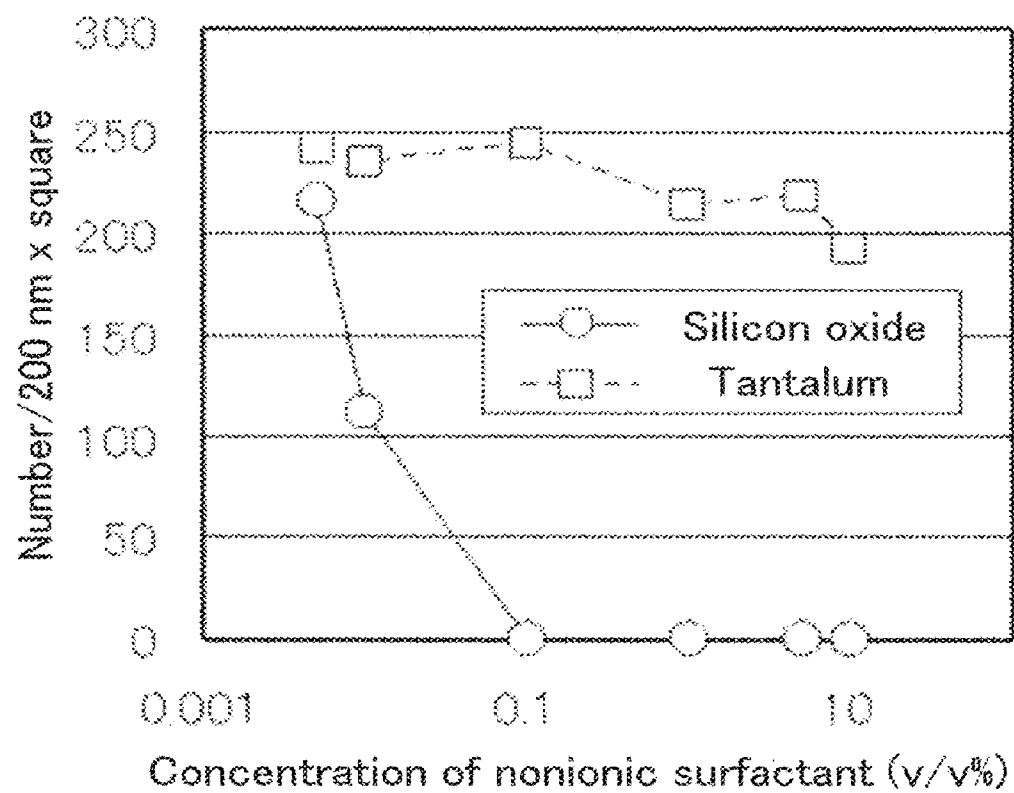 300
250
200
150
100
50
0
Number/200 nm x square
Silicon oxide
Tantalum
0.001 0.1 10
Concentration of nonionic surfactant (v/v%)